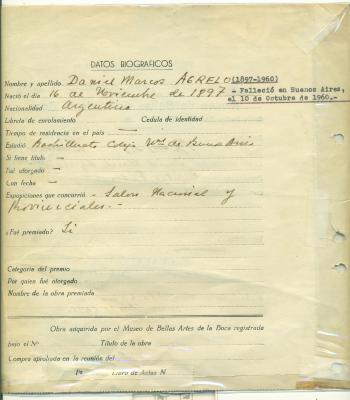 DATOS BIOGRAFICOS
Nombre y apellido Daniel Marcos AGRELO (1897-1960)
Nació el día 16 de Noviembre de 1897 - Falleció en Buenos Aires,
el 10 de Octubre de 1960.-
Nacionalidad Argentina
Libreta de enrolamiento Cedula de identidad
Tiempo de residencia en el país —
Estudió Bachillerato Colegio de Buenos Aires
Si tiene título —
Fué otorgado —
Con fecha —
Exposiciones que concurrió - Salon Nacional y
Provinciales.-
¿Fué premiado? Si
Categoría del premio
Por quien fué otorgado
Nombre de la obra premiada
Obra adquirida por el Museo de Bellas Artes de la Boca registrada
bajo el Nº Título de la obra
Compra aprobada en la reunión del
Libro de Actas N